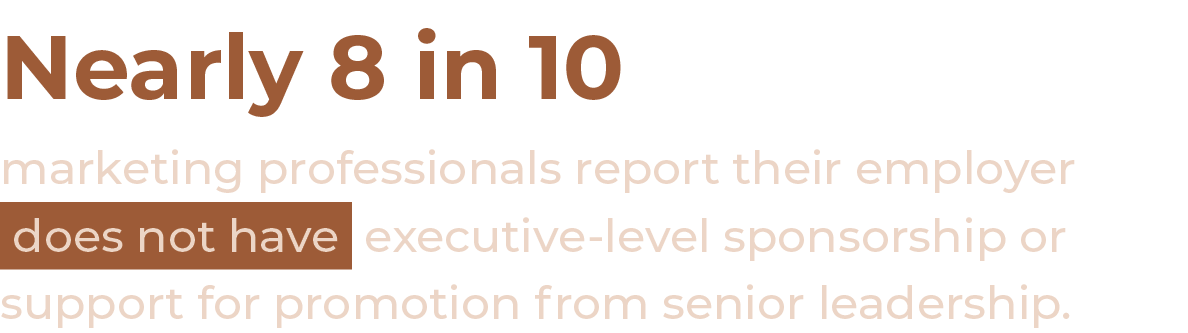 Nearly 8 in 10
marketing professionals report their employer
does not have executive-level sponsorship or
support for promotion from senior leadership.